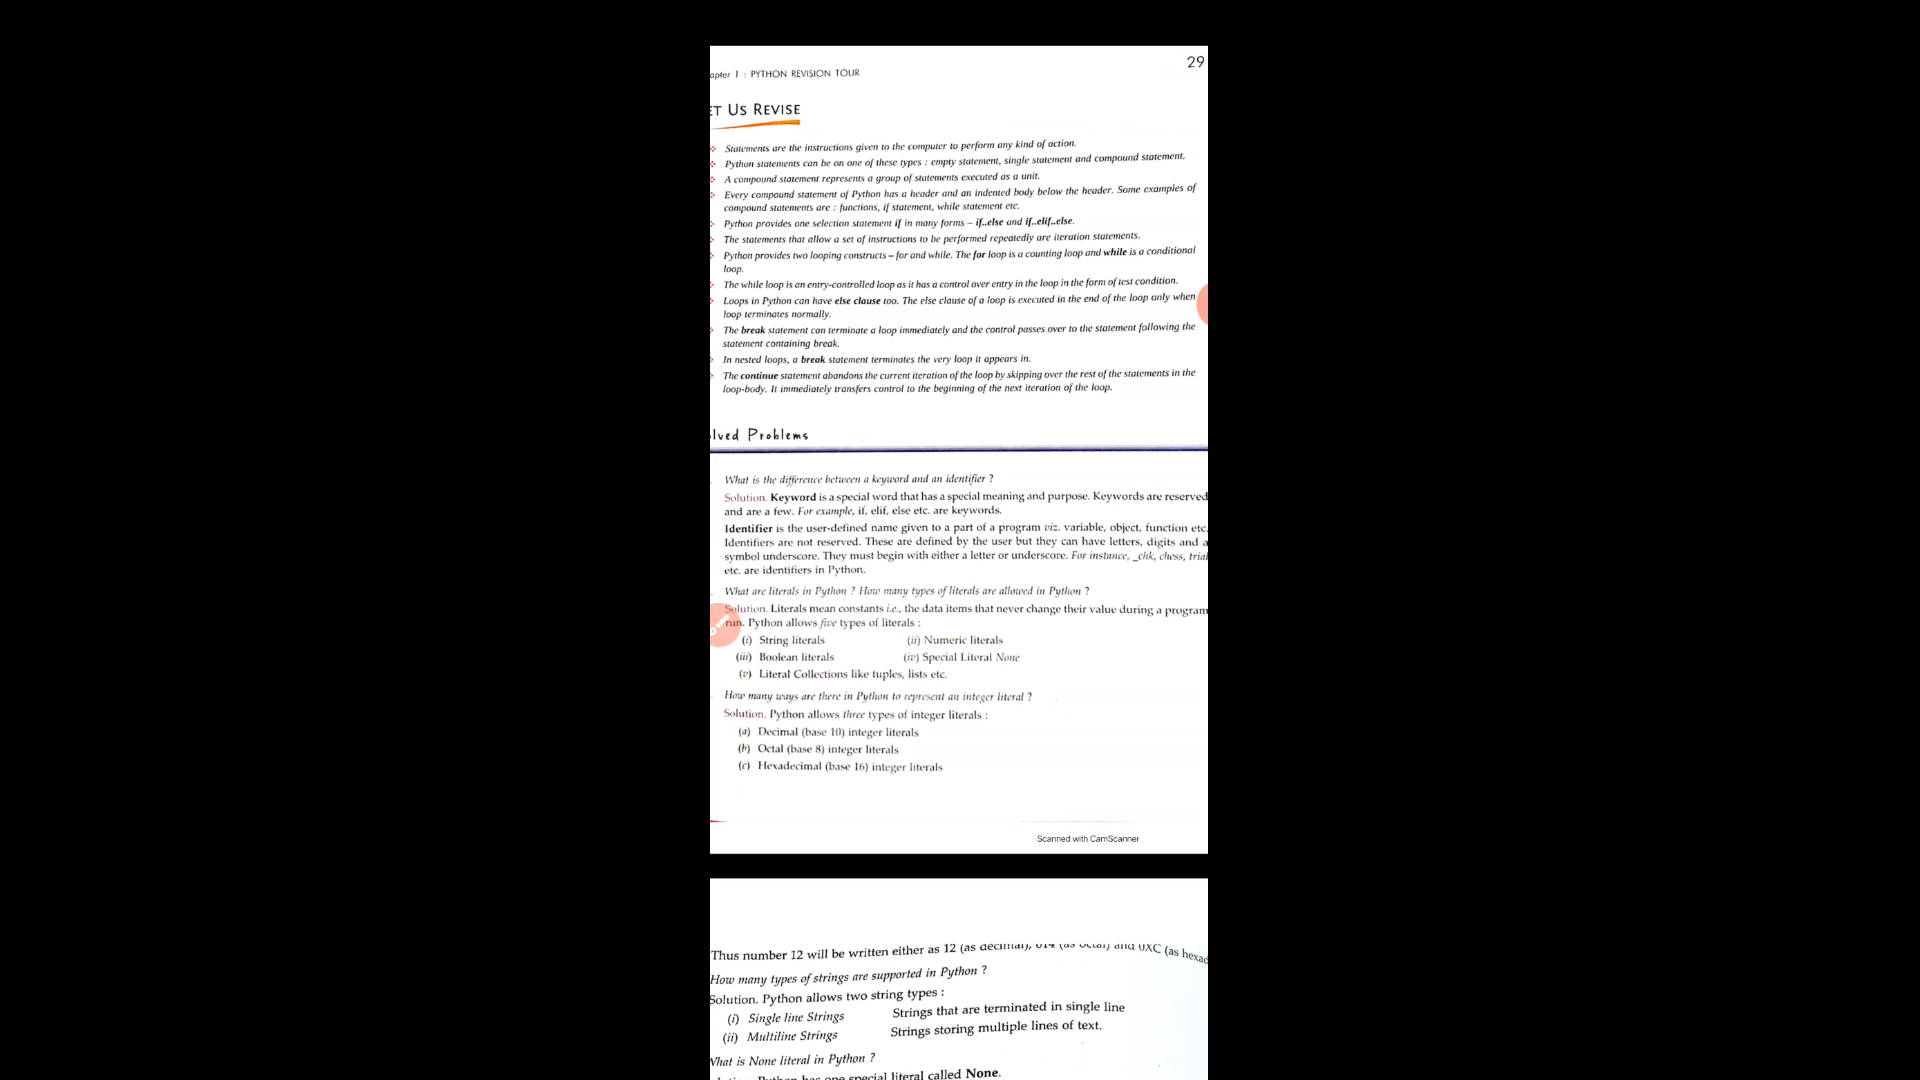 29
apter 1 : PYTHON REVISION TOUR
ET US REVISE
Statements are the instructions given to the computer to perform any kind of action.
Python statements can be on one of these types : empty statement, single statement and compound statement.
A compound statement represents a group of statements executed as a unit.
Every compound statement of Python has a header and an indented body below the header. Some examples of
compound statements are : functions, if statement, while statement etc.
Python provides one selection statement if in many forms – if..else and if..elif..else.
The statements that allow a set of instructions to be performed repeatedly are iteration statements.
Python provides two looping constructs – for and while. The for loop is a counting loop and while is a conditional
loop.
The while loop is an entry-controlled loop as it has a control over entry in the loop in the form of test condition.
Loops in Python can have else clause too. The else clause of a loop is executed in the end of the loop only when
loop terminates normally.
The break statement can terminate a loop immediately and the control passes over to the statement following the
statement containing break.
In nested loops, a break statement terminates the very loop it appears in.
The continue statement abandons the current iteration of the loop by skipping over the rest of the statements in the
loop-body. It immediately transfers control to the beginning of the next iteration of the loop.
lved Problems
What is the difference between a keyword and an identifier ?
Solution. Keyword is a special word that has a special meaning and purpose. Keywords are reserved
and are a few. For example, if, elif, else etc. are keywords.
Identifier is the user-defined name given to a part of a program viz. variable, object, function etc.
Identifiers are not reserved. These are defined by the user but they can have letters, digits and a
symbol underscore. They must begin with either a letter or underscore. For instance, _chk, chess, trial
etc. are identifiers in Python.
What are literals in Python ? How many types of literals are allowed in Python ?
Solution. Literals mean constants i.e., the data items that never change their value during a program
run. Python allows five types of literals :
(i) String literals (ii) Numeric literals
(iii) Boolean literals (iv) Special Literal None
(v) Literal Collections like tuples, lists etc.
How many ways are there in Python to represent an integer literal ?
Solution. Python allows three types of integer literals :
(a) Decimal (base 10) integer literals
(b) Octal (base 8) integer literals
(c) Hexadecimal (base 16) integer literals
Scanned with CamScanner
Thus number 12 will be written either as 12 (as decimal), 014 (as octal) and 0XC (as hexad
How many types of strings are supported in Python ?
Solution. Python allows two string types :
(i) Single line Strings Strings that are terminated in single line
(ii) Multiline Strings Strings storing multiple lines of text.
What is None literal in Python ?
Python has one special literal called None.